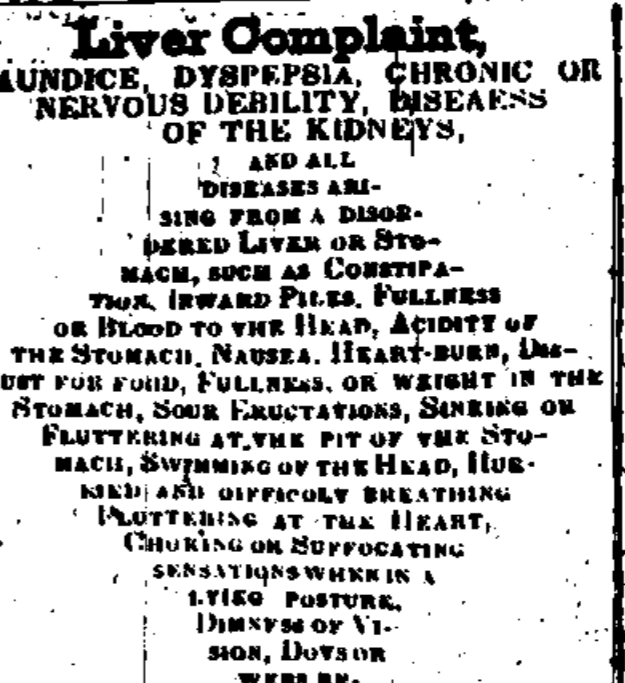 Liver Complaint,
AUNDICE, DYSPEPSIA, CHRONIC OR
NERVOUS DEBILITY, DISEAESS
OF THE KIDNEYS,
AND ALL
DISEASES ARI-
SING FROM A DISOR-
DERED LIVER OR STO-
MACH, SUCH AS CONSTIPA-
TION, INWARD PILES, FULLNESS
OR BLOOD TO THE HEAD, ACIDITY OF
THE STOMACH, NAUSEA, HEART-BURN, DIS-
UST FOR FOOD, FULLNESS, OR WEIGHT IN THE
STOMACH, SOUR ERUCTATIONS, SINKING OR
FLUTTERING AT THE PIT OF THE STO-
MACH, SWIMMING OF THE HEAD, HUR-
RIED AND DIFFICOLT BREATHING
FLUTTERING AT THE HEART,
CHOKING OR SUFFOCATING
SENSATIONS WHEN IN A
LYING POSTURE,
DIMNESS OF VI-
SION, DOTS OR
WEBS BE-